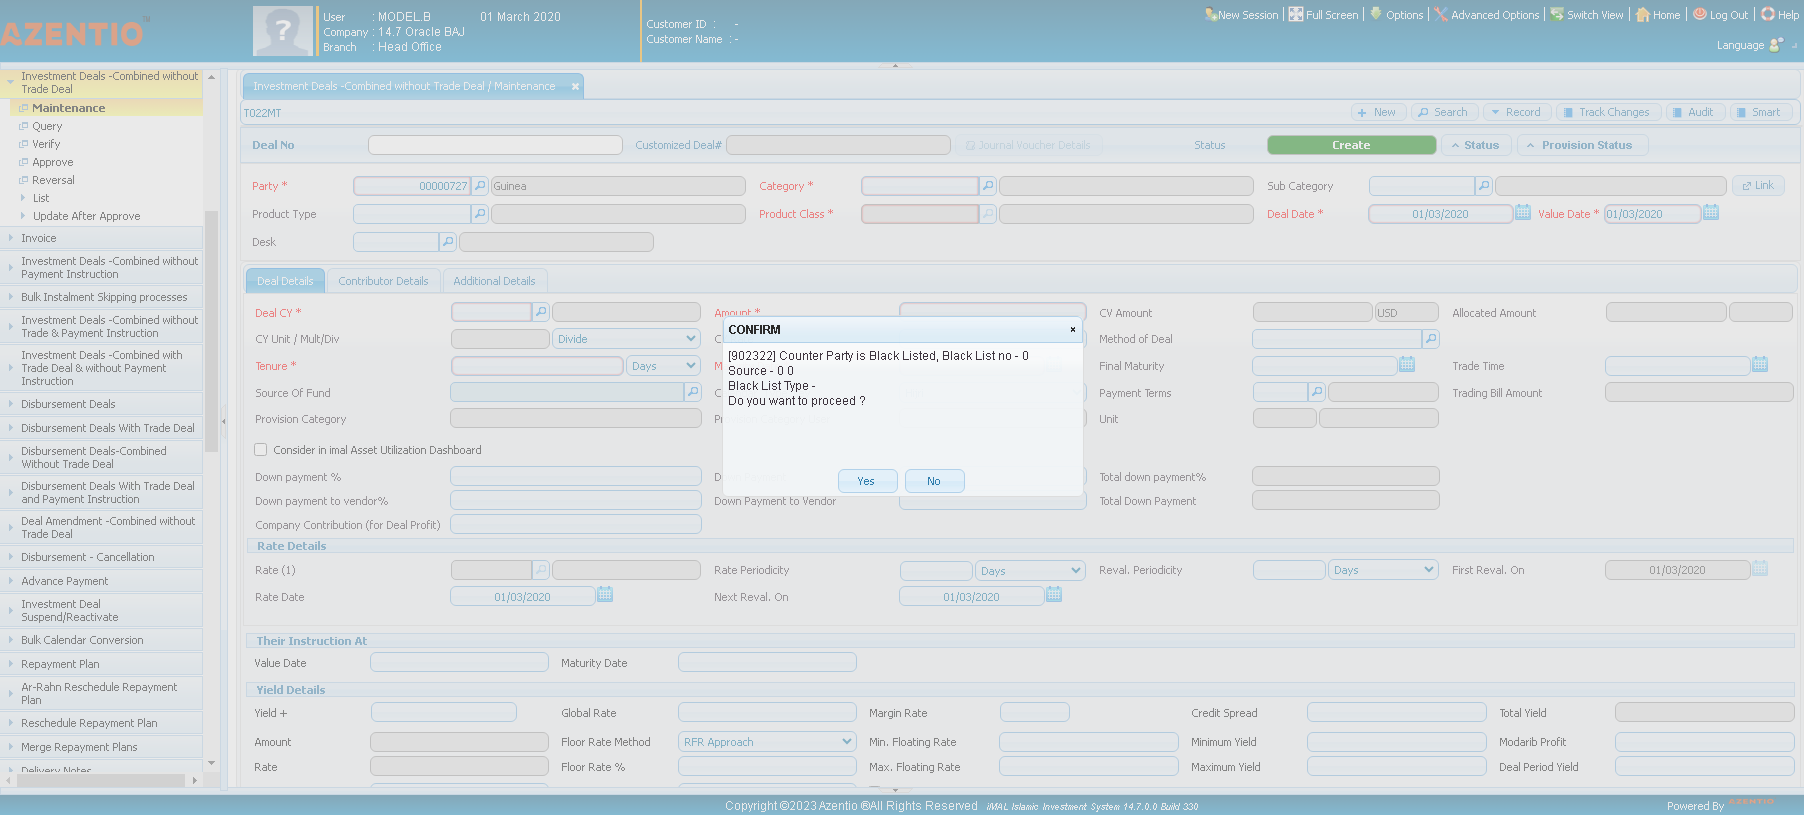 AZENTIO™
User : MODEL.B 01 March 2020
Company : 14.7 Oracle BAJ
Branch : Head Office
Customer ID : -
Customer Name : -
New Session Full Screen Options Advanced Options Switch View Home Log Out Help
Language
Investment Deals -Combined without Trade Deal
Maintenance
Query
Verify
Approve
Reversal
List
Update After Approve
Invoice
Investment Deals -Combined without Payment Instruction
Bulk Instalment Skipping processes
Investment Deals -Combined without Trade & Payment Instruction
Investment Deals -Combined with Trade Deal & without Payment Instruction
Disbursement Deals
Disbursement Deals With Trade Deal
Disbursement Deals-Combined Without Trade Deal
Disbursement Deals With Trade Deal and Payment Instruction
Deal Amendment -Combined without Trade Deal
Disbursement - Cancellation
Advance Payment
Investment Deal Suspend/Reactivate
Bulk Calendar Conversion
Repayment Plan
Ar-Rahn Reschedule Repayment Plan
Reschedule Repayment Plan
Merge Repayment Plans
Delivery Notes
Investment Deals -Combined without Trade Deal / Maintenance
T022MT
New Search Record Track Changes Audit Smart
Deal No Customized Deal# Journal Voucher Details Status Create Status Provision Status
Party * 00000727 Guinea Category * Sub Category Link
Product Type Product Class * Deal Date * 01/03/2020 Value Date * 01/03/2020
Desk
Deal Details Contributor Details Additional Details
Deal CY * Amount * CV Amount USD Allocated Amount
CY Unit / Mult/Div Divide Method of Deal
Tenure * Days Final Maturity Trade Time
Source Of Fund Payment Terms Trading Bill Amount
Provision Category Unit
Consider in imal Asset Utilization Dashboard
Down payment % Total down payment%
Down payment to vendor% Down Payment to Vendor Total Down Payment
Company Contribution (for Deal Profit)
CONFIRM
[902322] Counter Party is Black Listed, Black List no - 0
Source - 0 0
Black List Type -
Do you want to proceed ?
Yes No
Rate Details
Rate (1) Rate Periodicity Days Reval. Periodicity Days First Reval. On 01/03/2020
Rate Date 01/03/2020 Next Reval. On 01/03/2020
Their Instruction At
Value Date Maturity Date
Yield Details
Yield + Global Rate Margin Rate Credit Spread Total Yield
Amount Floor Rate Method RFR Approach Min. Floating Rate Minimum Yield Modarib Profit
Rate Floor Rate % Max. Floating Rate Maximum Yield Deal Period Yield
Copyright ©2023 Azentio ®All Rights Reserved iMAL Islamic Investment System 14.7.0.0 Build 330
Powered By AZENTIO